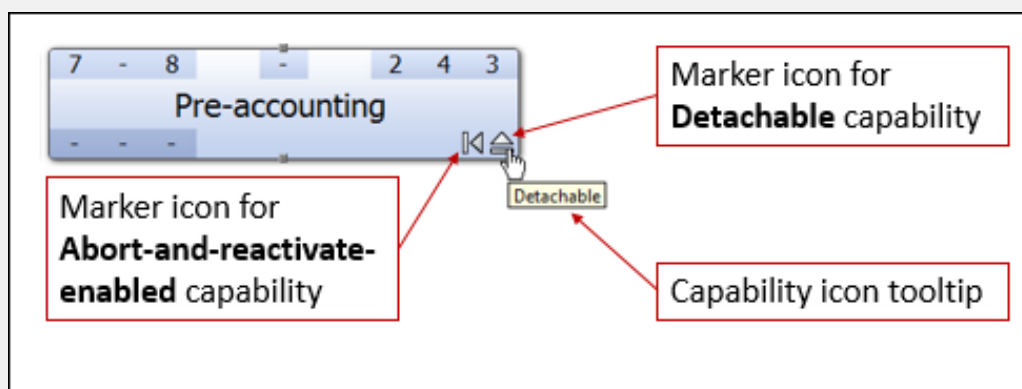 7 - 8 - 2 4 3
Pre-accounting
- - -
Detachable
Marker icon for
Detachable capability
Marker icon for
Abort-and-reactivate-
enabled capability
Capability icon tooltip